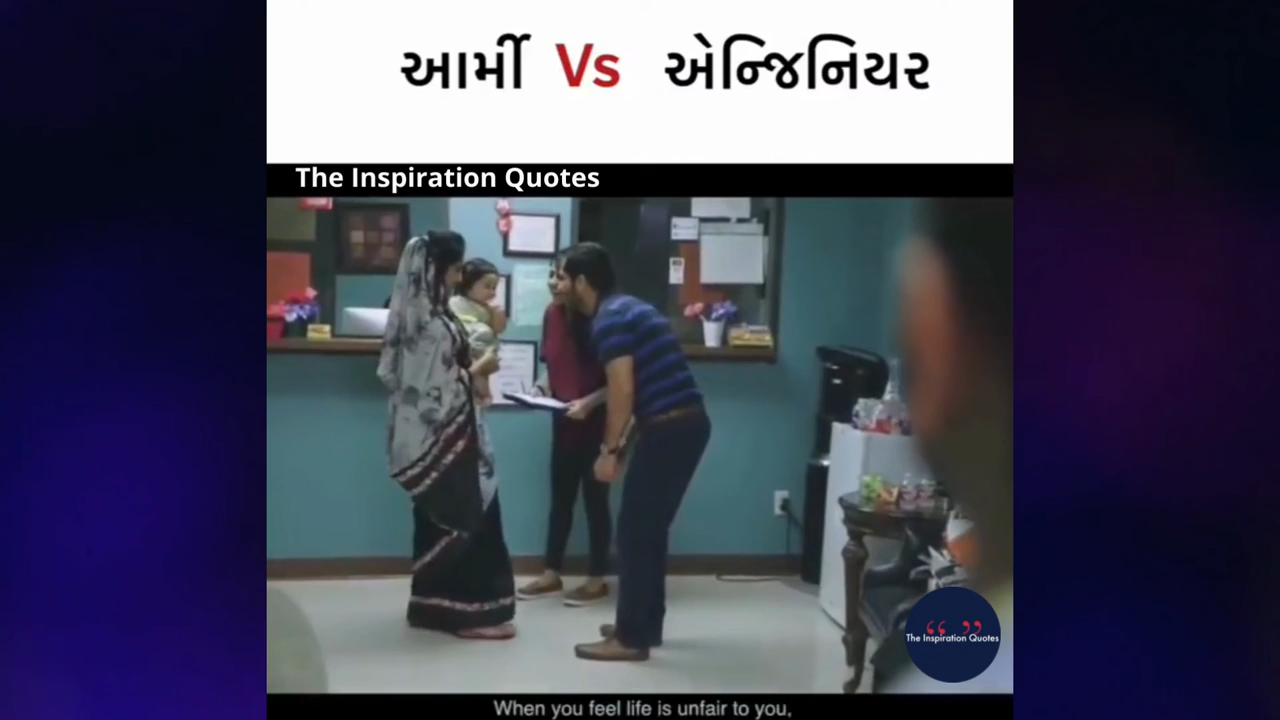 આર્મી Vs એન્જિનિયર
The Inspiration Quotes
The Inspiration Quotes
When you feel life is unfair to you,